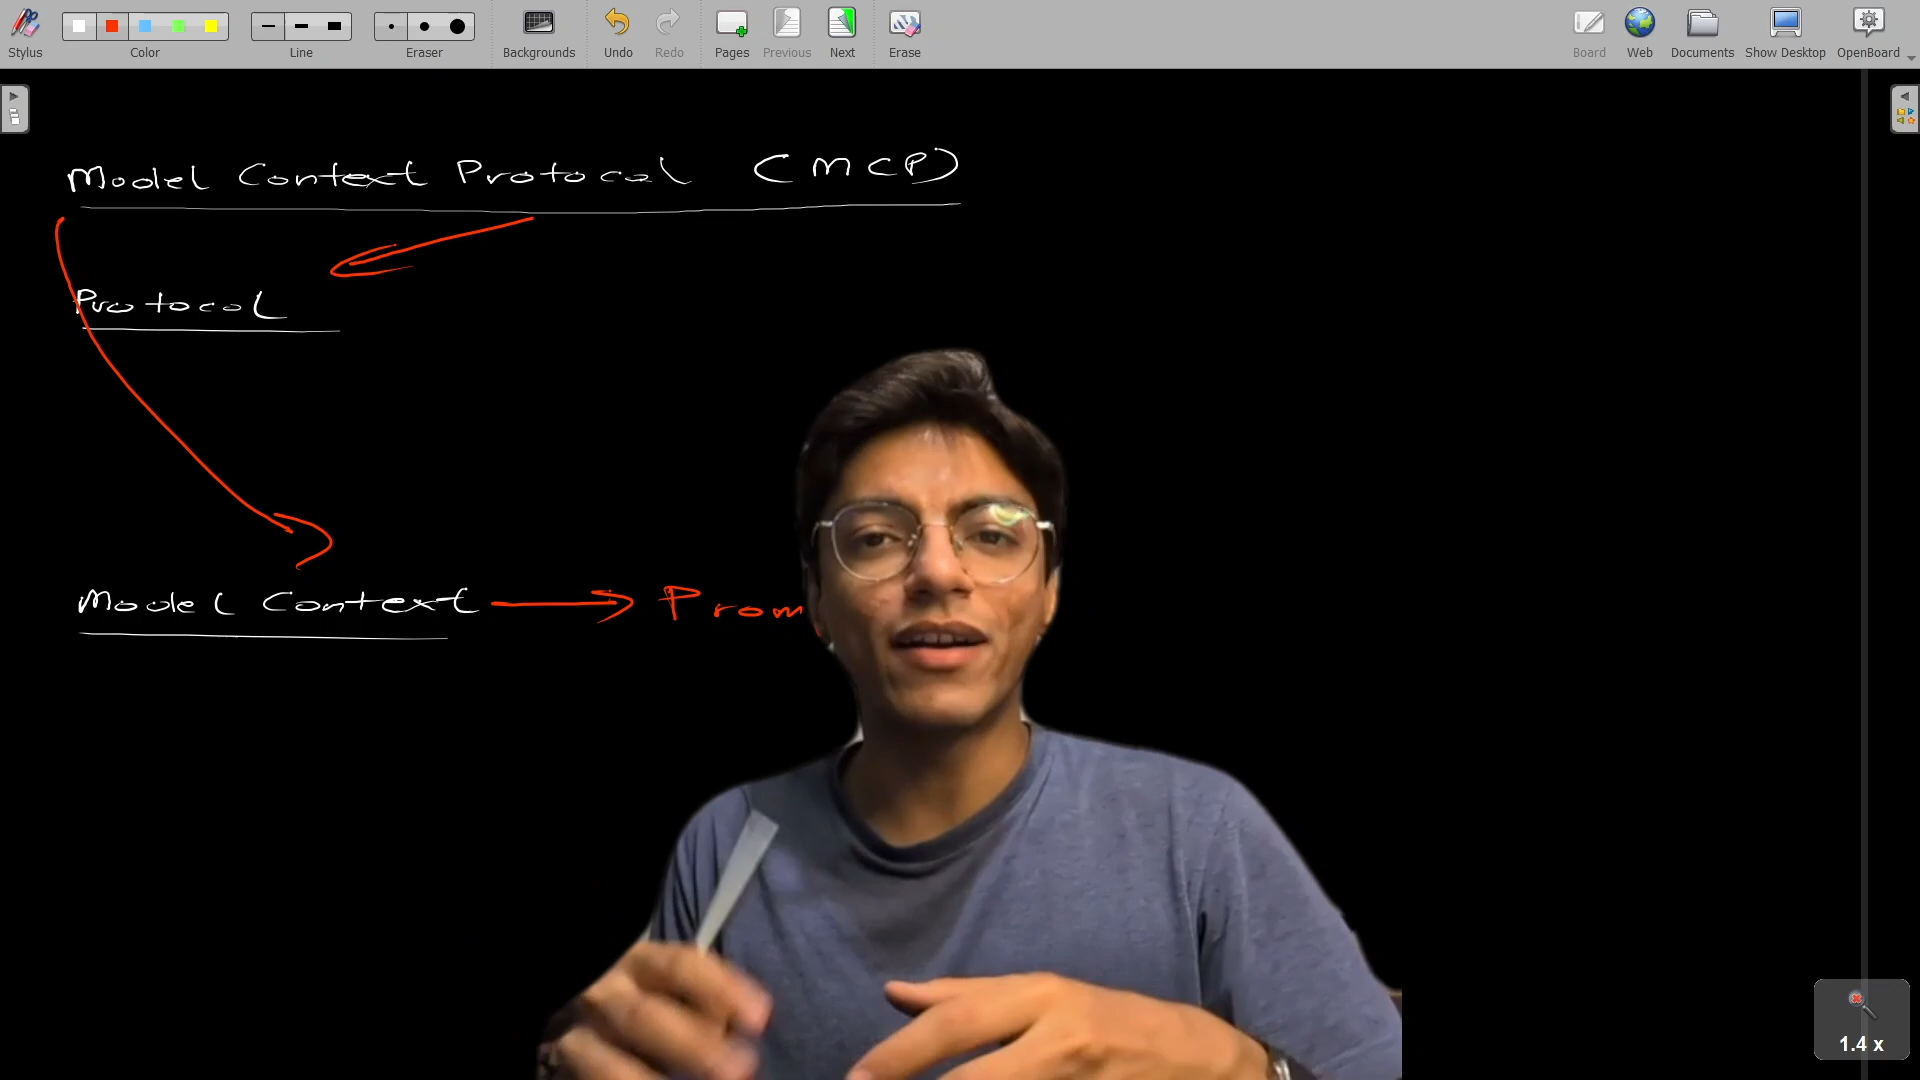 Stylus Color Line Eraser Backgrounds Undo Redo Pages Previous Next Erase Board Web Documents Show Desktop OpenBoard
Model Context Protocol (MCP)
Protocol
Model Context Prom
1.4 x